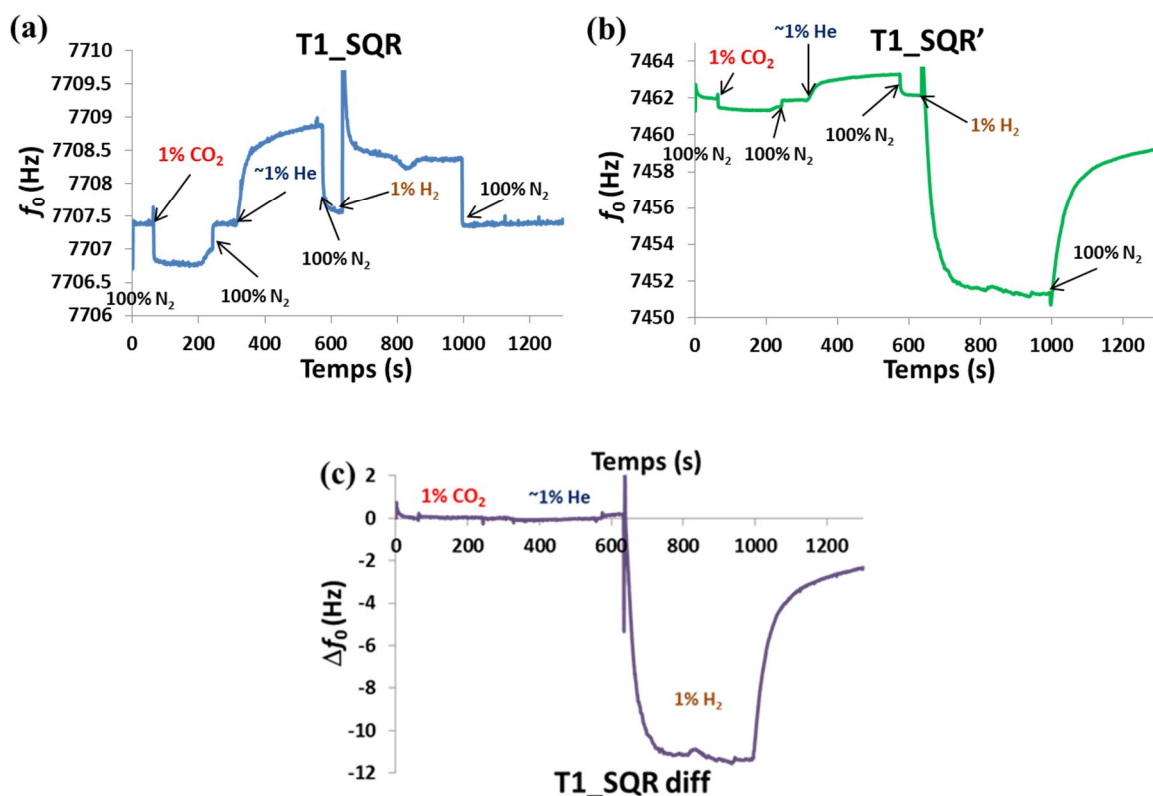 (a)
T1_SQR
f₀ (Hz)
7710
7709.5
7709
7708.5
7708
7707.5
7707
7706.5
7706
1% CO₂
~1% He
1% H₂
100% N₂
100% N₂
100% N₂
100% N₂
0 200 400 600 800 1000 1200
Temps (s)
(b)
T1_SQR’
f₀ (Hz)
7464
7462
7460
7458
7456
7454
7452
7450
1% CO₂
~1% He
100% N₂
100% N₂
100% N₂
1% H₂
100% N₂
0 200 400 600 800 1000 1200
Temps (s)
(c)
Temps (s)
Δf₀ (Hz)
2
0
-2
-4
-6
-8
-10
-12
1% CO₂
~1% He
0 200 400 600 800 1000 1200
1% H₂
T1_SQR diff